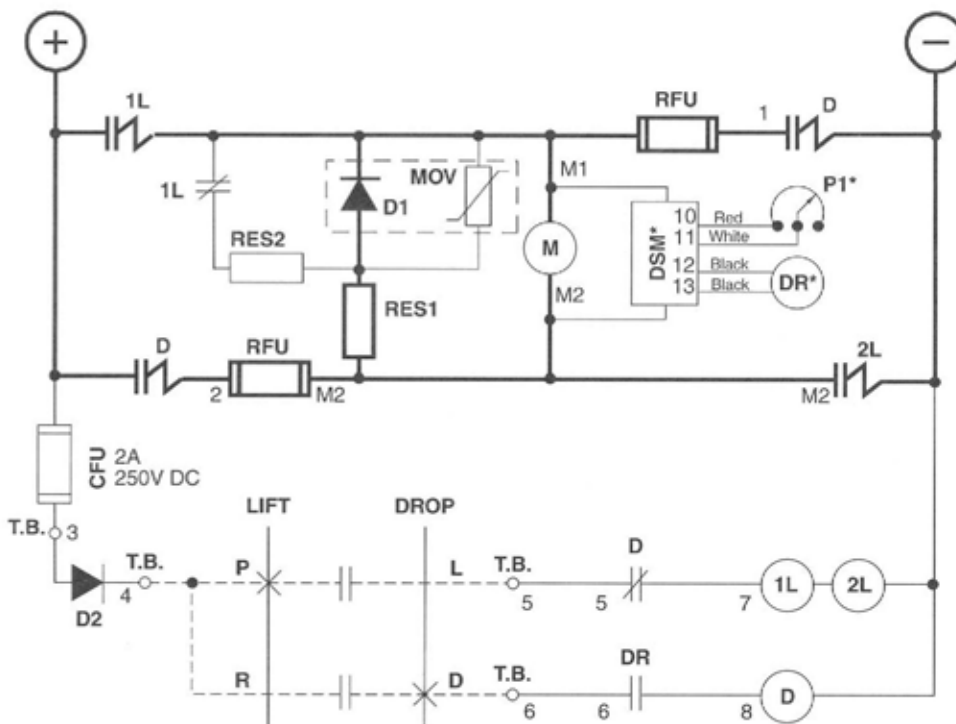 +
−
1L
RFU
1
D
M1
MOV
1L
D1
P1*
10
Red
11
White
RES2
M
DSM*
12
Black
DR*
13
Black
M2
RES1
D
RFU
2L
2
M2
M2
CFU
2A
250V DC
LIFT
DROP
T.B.
3
T.B.
P
L
T.B.
D
4
5
5
7
1L
2L
D2
R
D
T.B.
DR
6
6
8
D